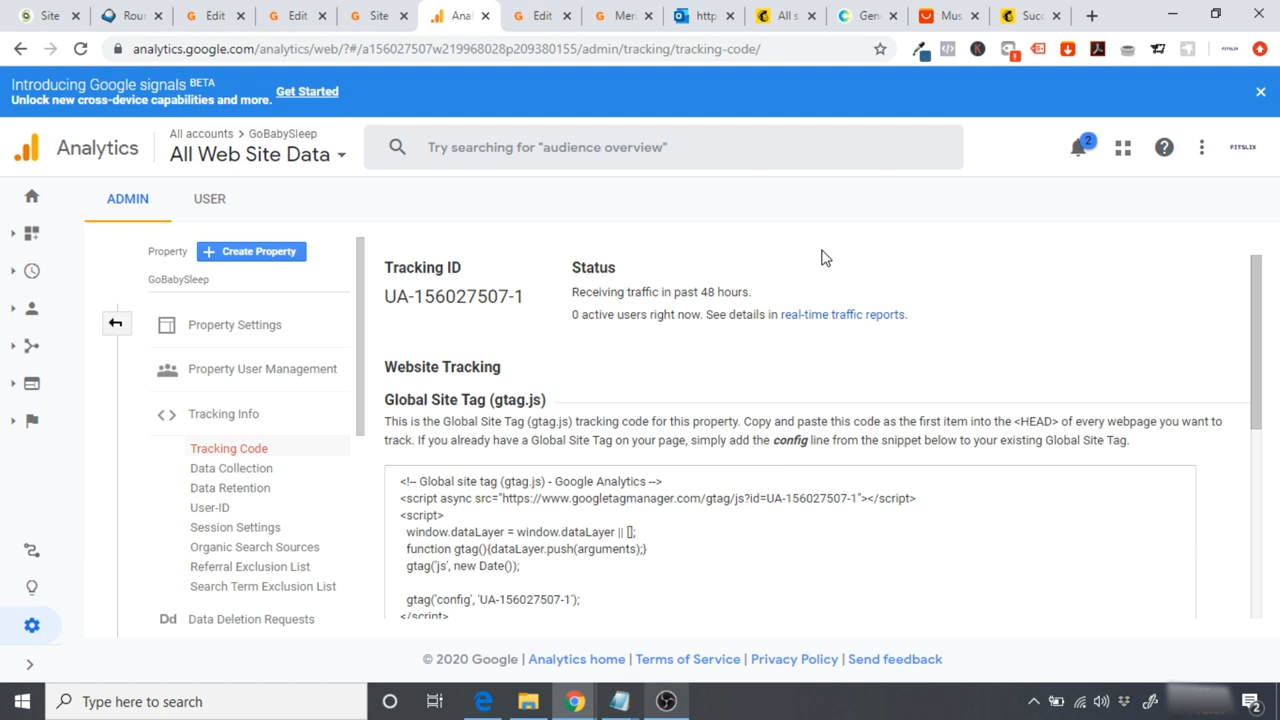 Site
Rour
Edit
Edit
Site
Anal
Edit
Men
http
All s
Gen
Mus
Succ
analytics.google.com/analytics/web/?#/a156027507w219968028p209380155/admin/tracking/tracking-code/
FITSLIX
Introducing Google signals BETA
Unlock new cross-device capabilities and more. Get Started
Analytics
All accounts > GoBabySleep
All Web Site Data
Try searching for "audience overview"
2
FITSLIX
ADMIN USER
Property + Create Property
GoBabySleep
Property Settings
Property User Management
Tracking Info
Tracking Code
Data Collection
Data Retention
User-ID
Session Settings
Organic Search Sources
Referral Exclusion List
Search Term Exclusion List
Dd Data Deletion Requests
Tracking ID
UA-156027507-1
Status
Receiving traffic in past 48 hours.
0 active users right now. See details in real-time traffic reports.
Website Tracking
Global Site Tag (gtag.js)
This is the Global Site Tag (gtag.js) tracking code for this property. Copy and paste this code as the first item into the <HEAD> of every webpage you want to
track. If you already have a Global Site Tag on your page, simply add the config line from the snippet below to your existing Global Site Tag.
<!-- Global site tag (gtag.js) - Google Analytics -->
<script async src="https://www.googletagmanager.com/gtag/js?id=UA-156027507-1"></script>
<script>
window.dataLayer = window.dataLayer || [];
function gtag(){dataLayer.push(arguments);}
gtag('js', new Date());
gtag('config', 'UA-156027507-1');
</script>
© 2020 Google | Analytics home | Terms of Service | Privacy Policy | Send feedback
Type here to search
2